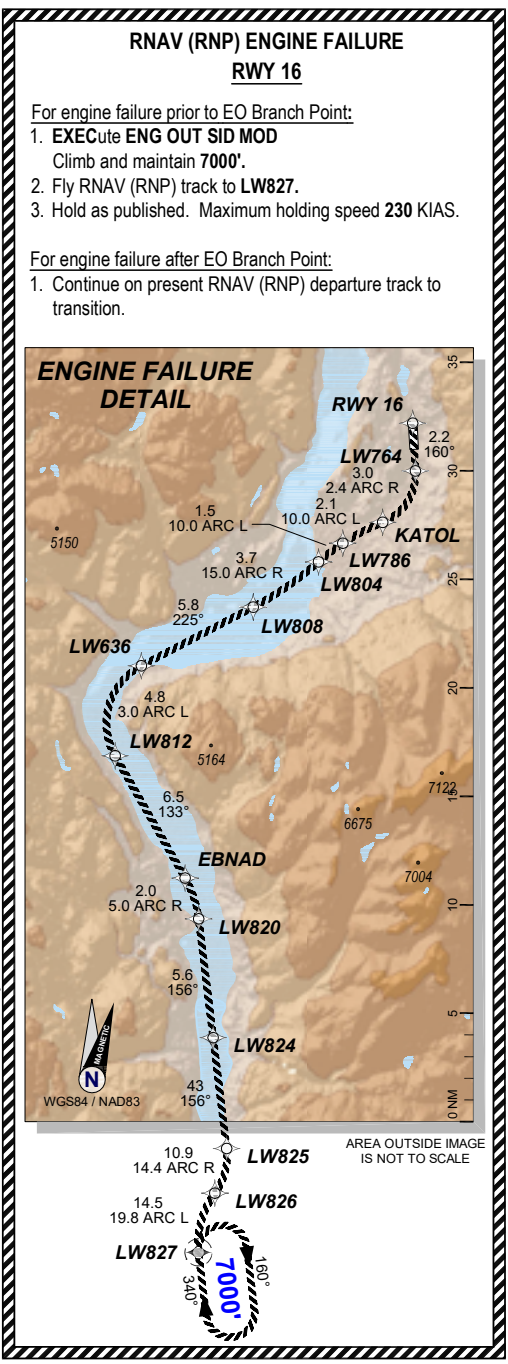 RNAV (RNP) ENGINE FAILURE
RWY 16
For engine failure prior to EO Branch Point:
1. EXECute ENG OUT SID MOD
Climb and maintain 7000'.
2. Fly RNAV (RNP) track to LW827.
3. Hold as published. Maximum holding speed 230 KIAS.
For engine failure after EO Branch Point:
1. Continue on present RNAV (RNP) departure track to
transition.
ENGINE FAILURE
DETAIL
35
RWY 16
2.2
160°
LW764
30
3.0
2.4 ARC R
2.1
10.0 ARC L
1.5
10.0 ARC L
KATOL
5150
LW786
3.7
15.0 ARC R
LW804
25
5.8
225°
LW808
LW636
20
4.8
3.0 ARC L
LW812
5164
7122
15
6.5
133°
6675
EBNAD
7004
2.0
5.0 ARC R
10
LW820
5.6
156°
5
LW824
MAGNETIC
N
WGS84 / NAD83
43
156°
0 NM
AREA OUTSIDE IMAGE
IS NOT TO SCALE
10.9
14.4 ARC R
LW825
14.5
19.8 ARC L
LW826
LW827
160°
7000'
340°